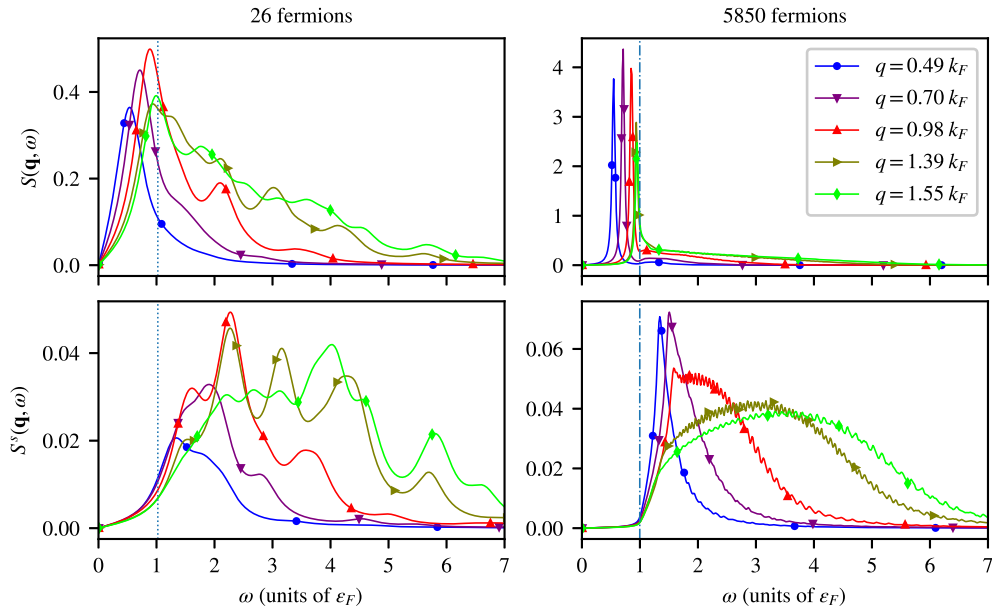 26 fermions
5850 fermions
S(q, ω)
0.4
0.2
0.0
4
3
2
1
0
q = 0.49 k_F
q = 0.70 k_F
q = 0.98 k_F
q = 1.39 k_F
q = 1.55 k_F
S^s(q, ω)
0.04
0.02
0.00
0.06
0.04
0.02
0.00
0 1 2 3 4 5 6 7
0 1 2 3 4 5 6 7
ω (units of ε_F)
ω (units of ε_F)